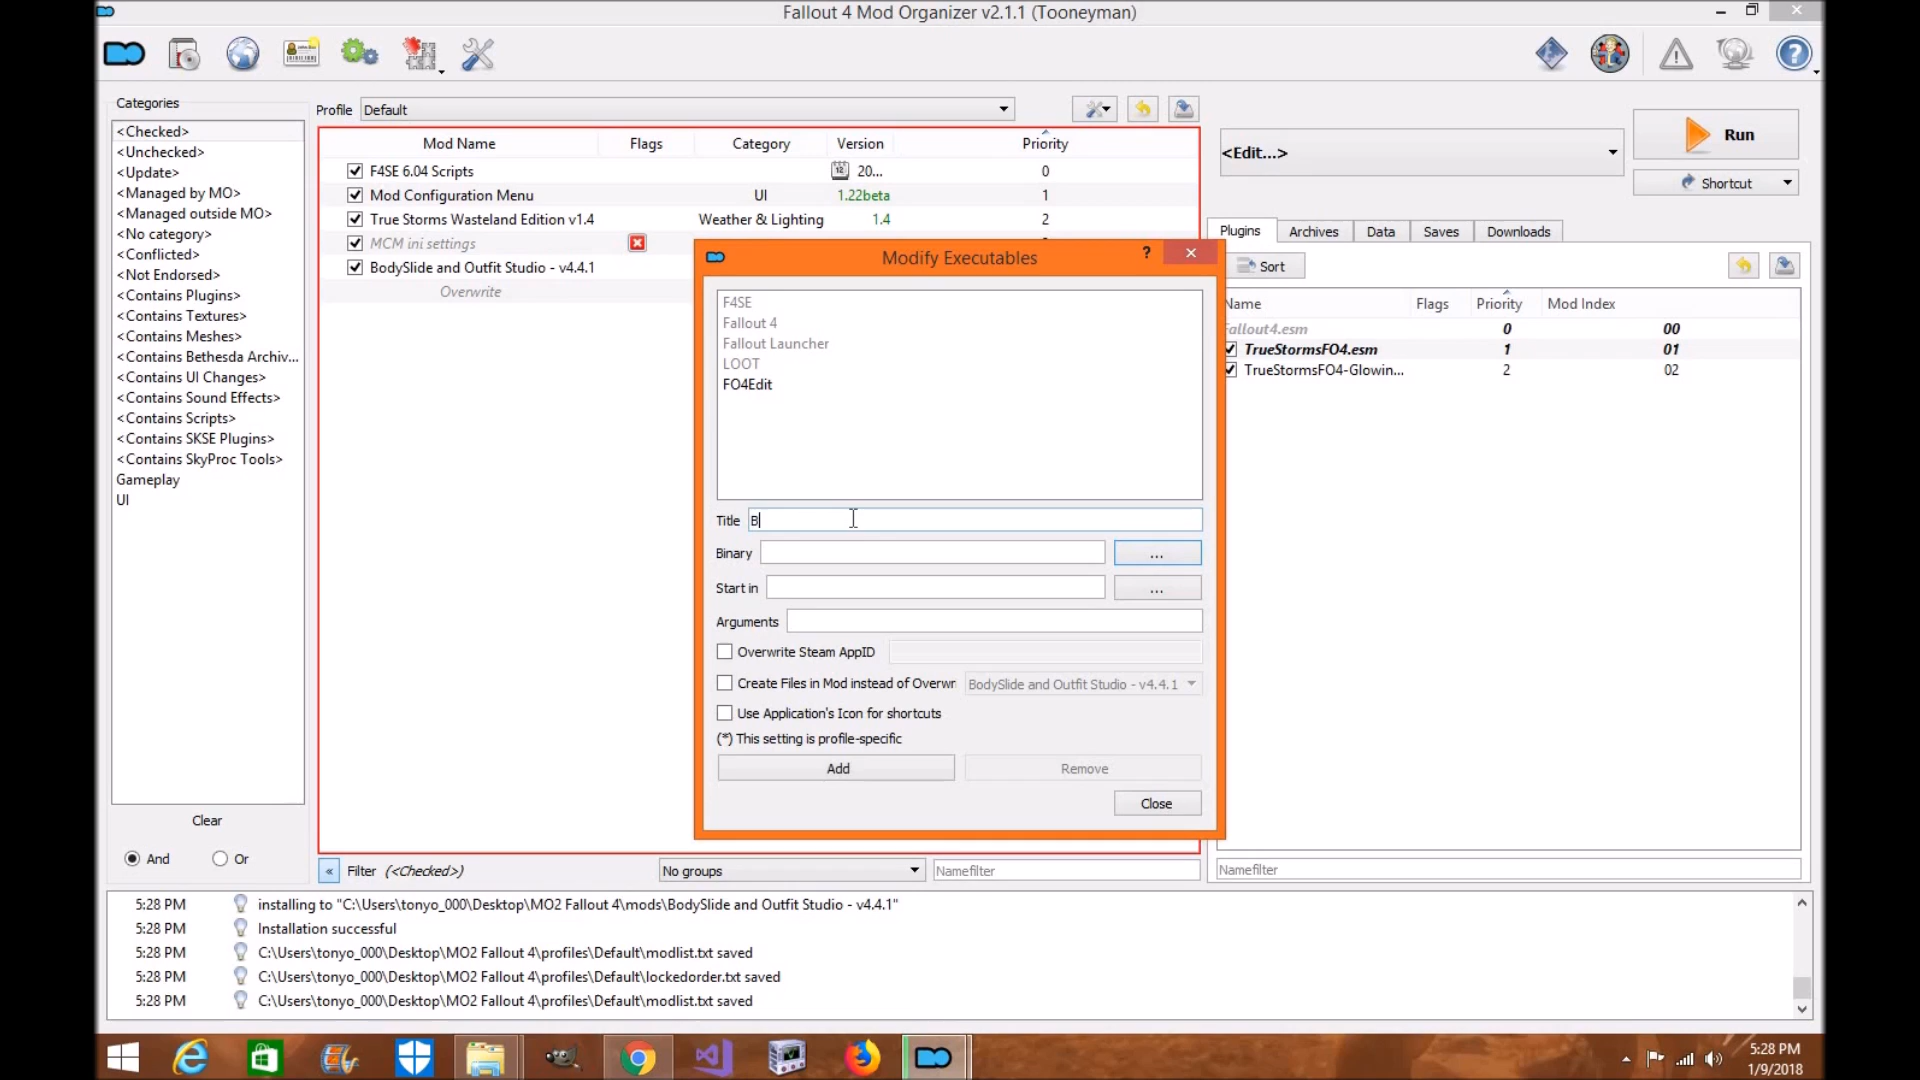 Fallout 4 Mod Organizer v2.1.1 (Tooneyman)
Categories
<Checked>
<Unchecked>
<Update>
<Managed by MO>
<Managed outside MO>
<No category>
<Conflicted>
<Not Endorsed>
<Contains Plugins>
<Contains Textures>
<Contains Meshes>
<Contains Bethesda Archiv...
<Contains UI Changes>
<Contains Sound Effects>
<Contains Scripts>
<Contains SKSE Plugins>
<Contains SkyProc Tools>
Gameplay
UI
Clear
And Or
Profile Default
Mod Name Flags Category Version Priority
F4SE 6.04 Scripts 20... 0
Mod Configuration Menu UI 1.22beta 1
True Storms Wasteland Edition v1.4 Weather & Lighting 1.4 2
MCM ini settings
BodySlide and Outfit Studio - v4.4.1
Overwrite
« Filter (<Checked>) No groups Namefilter
Modify Executables ?
F4SE
Fallout 4
Fallout Launcher
LOOT
FO4Edit
Title B
Binary ...
Start in ...
Arguments
Overwrite Steam AppID
Create Files in Mod instead of Overwr BodySlide and Outfit Studio - v4.4.1
Use Application's Icon for shortcuts
(*) This setting is profile-specific
Add Remove
Close
<Edit...> Run
Shortcut
Plugins Archives Data Saves Downloads
Sort
Name Flags Priority Mod Index
Fallout4.esm 0 00
TrueStormsFO4.esm 1 01
TrueStormsFO4-Glowin... 2 02
Namefilter
5:28 PM installing to "C:\Users\tonyo_000\Desktop\MO2 Fallout 4\mods\BodySlide and Outfit Studio - v4.4.1"
5:28 PM Installation successful
5:28 PM C:\Users\tonyo_000\Desktop\MO2 Fallout 4\profiles\Default\modlist.txt saved
5:28 PM C:\Users\tonyo_000\Desktop\MO2 Fallout 4\profiles\Default\lockedorder.txt saved
5:28 PM C:\Users\tonyo_000\Desktop\MO2 Fallout 4\profiles\Default\modlist.txt saved
5:28 PM
1/9/2018